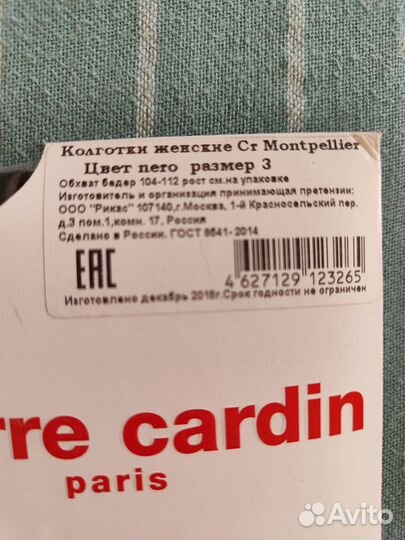 Колготки женские Cr Montpellier
Цвет nero размер 3
Обхват бедер 104-112 рост см.на упаковке
Изготовитель и организация принимающая претензии:
ООО "Рикас" 107140,г.Москва, 1-й Красносельский пер.
д.3 пом.1,комн. 17, Россия
Сделано в России. ГОСТ 8541- 2014
EAC
4 627129 123265
Изготовлено декабрь 2018г.Срок годности не ограничен
rre cardin
paris
Avito